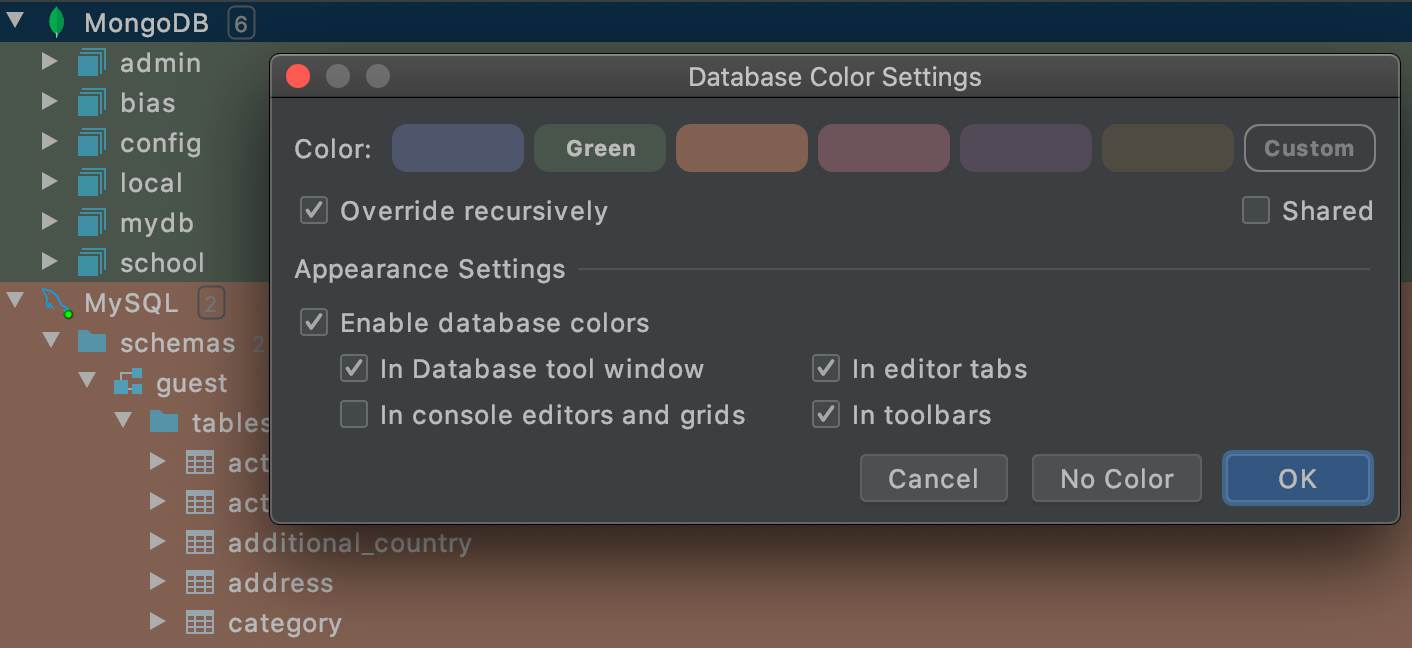 MongoDB 6
admin
bias
config
local
mydb
school
MySQL 2
schemas 2
guest
tables
act
act
additional_country
address
category
Database Color Settings
Color: Green Custom
Override recursively Shared
Appearance Settings
Enable database colors
In Database tool window In editor tabs
In console editors and grids In toolbars
Cancel No Color OK